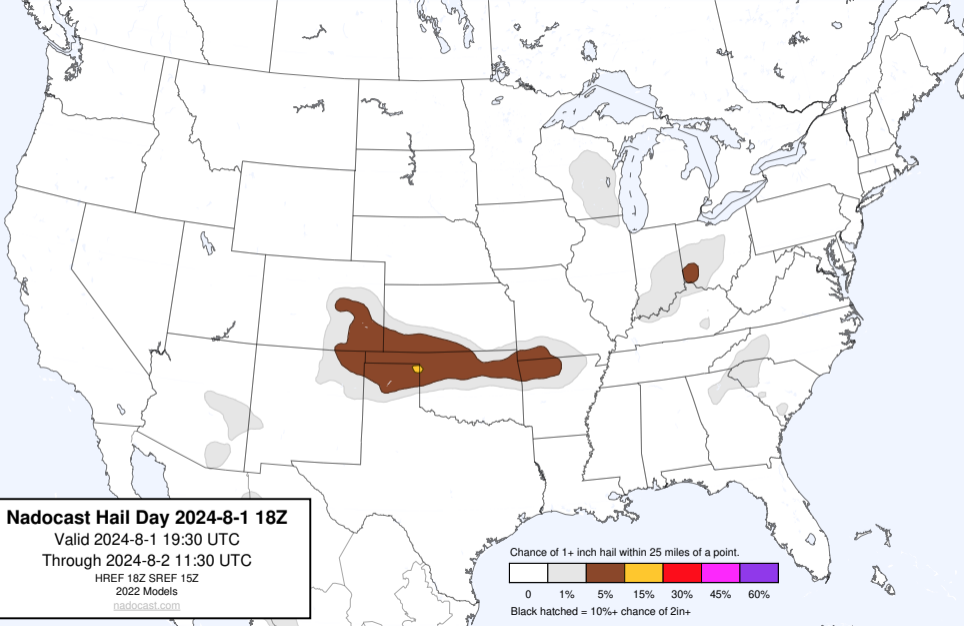 Nadocast Hail Day 2024-8-1 18Z
Valid 2024-8-1 19:30 UTC
Through 2024-8-2 11:30 UTC
HREF 18Z SREF 15Z
2022 Models
nadocast.com
Chance of 1+ inch hail within 25 miles of a point.
0 1% 5% 15% 30% 45% 60%
Black hatched = 10%+ chance of 2in+